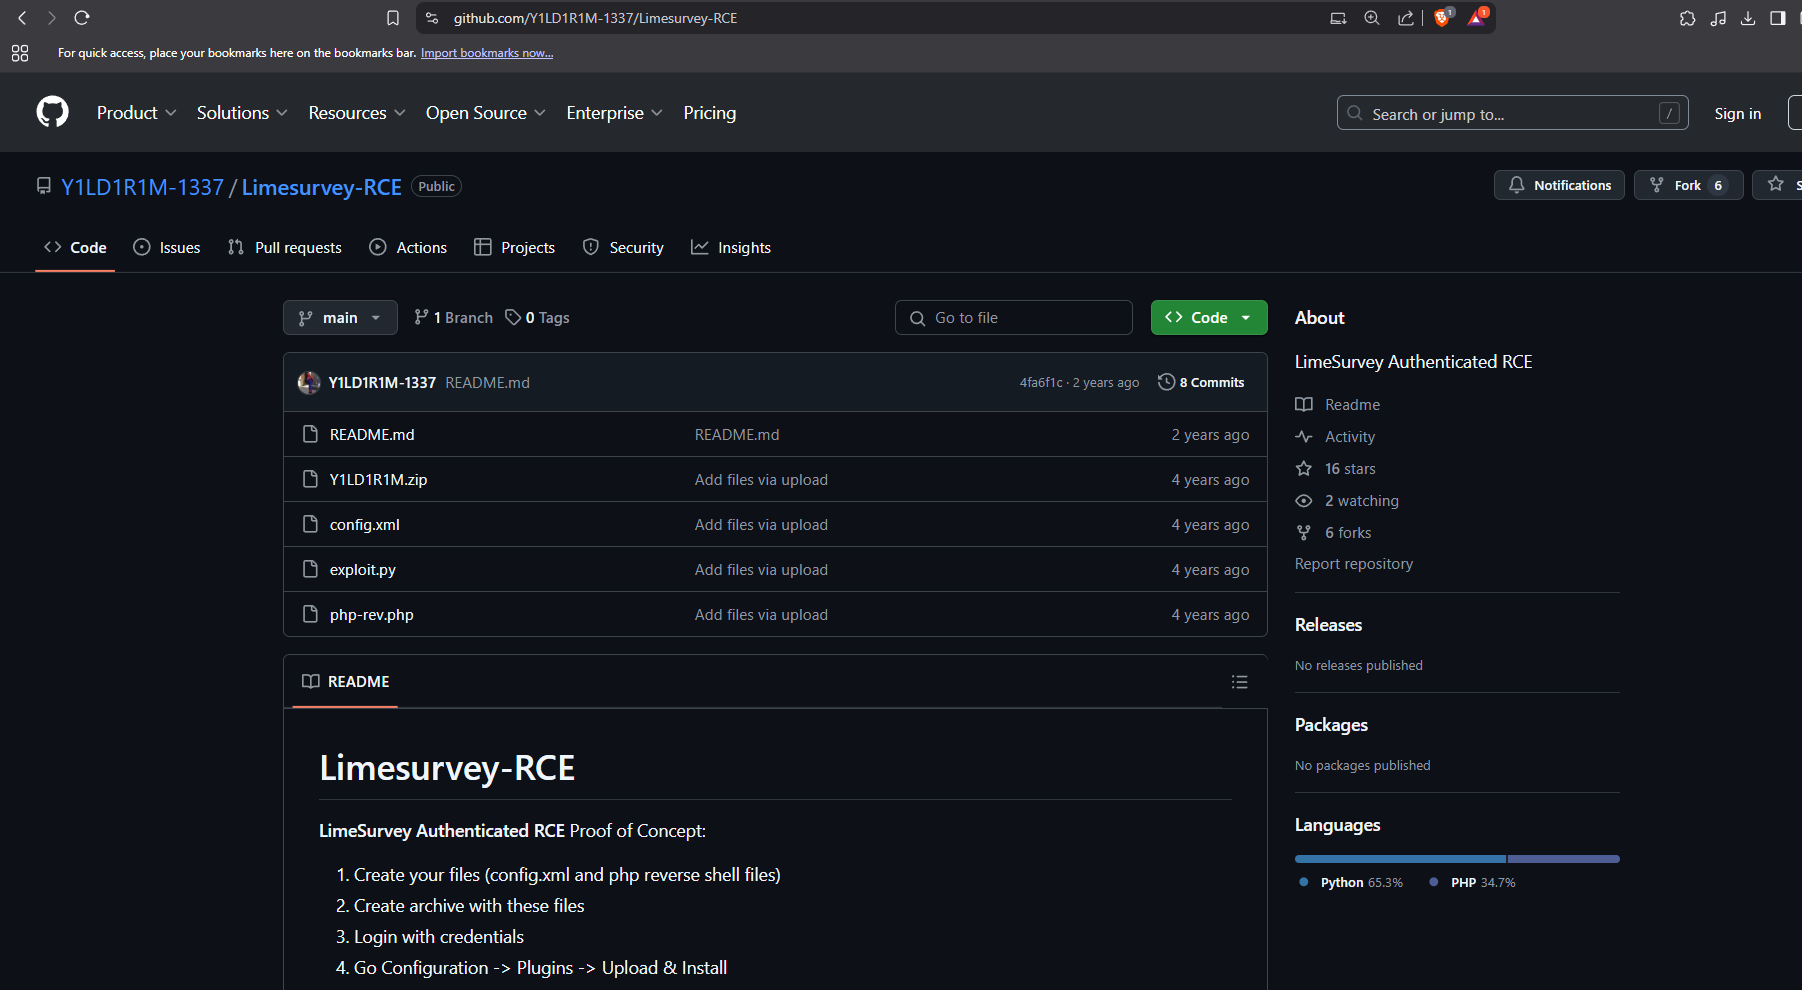 github.com/Y1LD1R1M-1337/Limesurvey-RCE
1
1
For quick access, place your bookmarks here on the bookmarks bar. Import bookmarks now...
Product Solutions Resources Open Source Enterprise Pricing
Search or jump to... /
Sign in
Y1LD1R1M-1337 / Limesurvey-RCE Public
Notifications
Fork 6
S
Code Issues Pull requests Actions Projects Security Insights
main 1 Branch 0 Tags
Go to file
Code
Y1LD1R1M-1337 README.md 4fa6f1c · 2 years ago 8 Commits
README.md README.md 2 years ago
Y1LD1R1M.zip Add files via upload 4 years ago
config.xml Add files via upload 4 years ago
exploit.py Add files via upload 4 years ago
php-rev.php Add files via upload 4 years ago
README
Limesurvey-RCE
LimeSurvey Authenticated RCE Proof of Concept:
1. Create your files (config.xml and php reverse shell files)
2. Create archive with these files
3. Login with credentials
4. Go Configuration -> Plugins -> Upload & Install
About
LimeSurvey Authenticated RCE
Readme
Activity
16 stars
2 watching
6 forks
Report repository
Releases
No releases published
Packages
No packages published
Languages
Python 65.3% PHP 34.7%